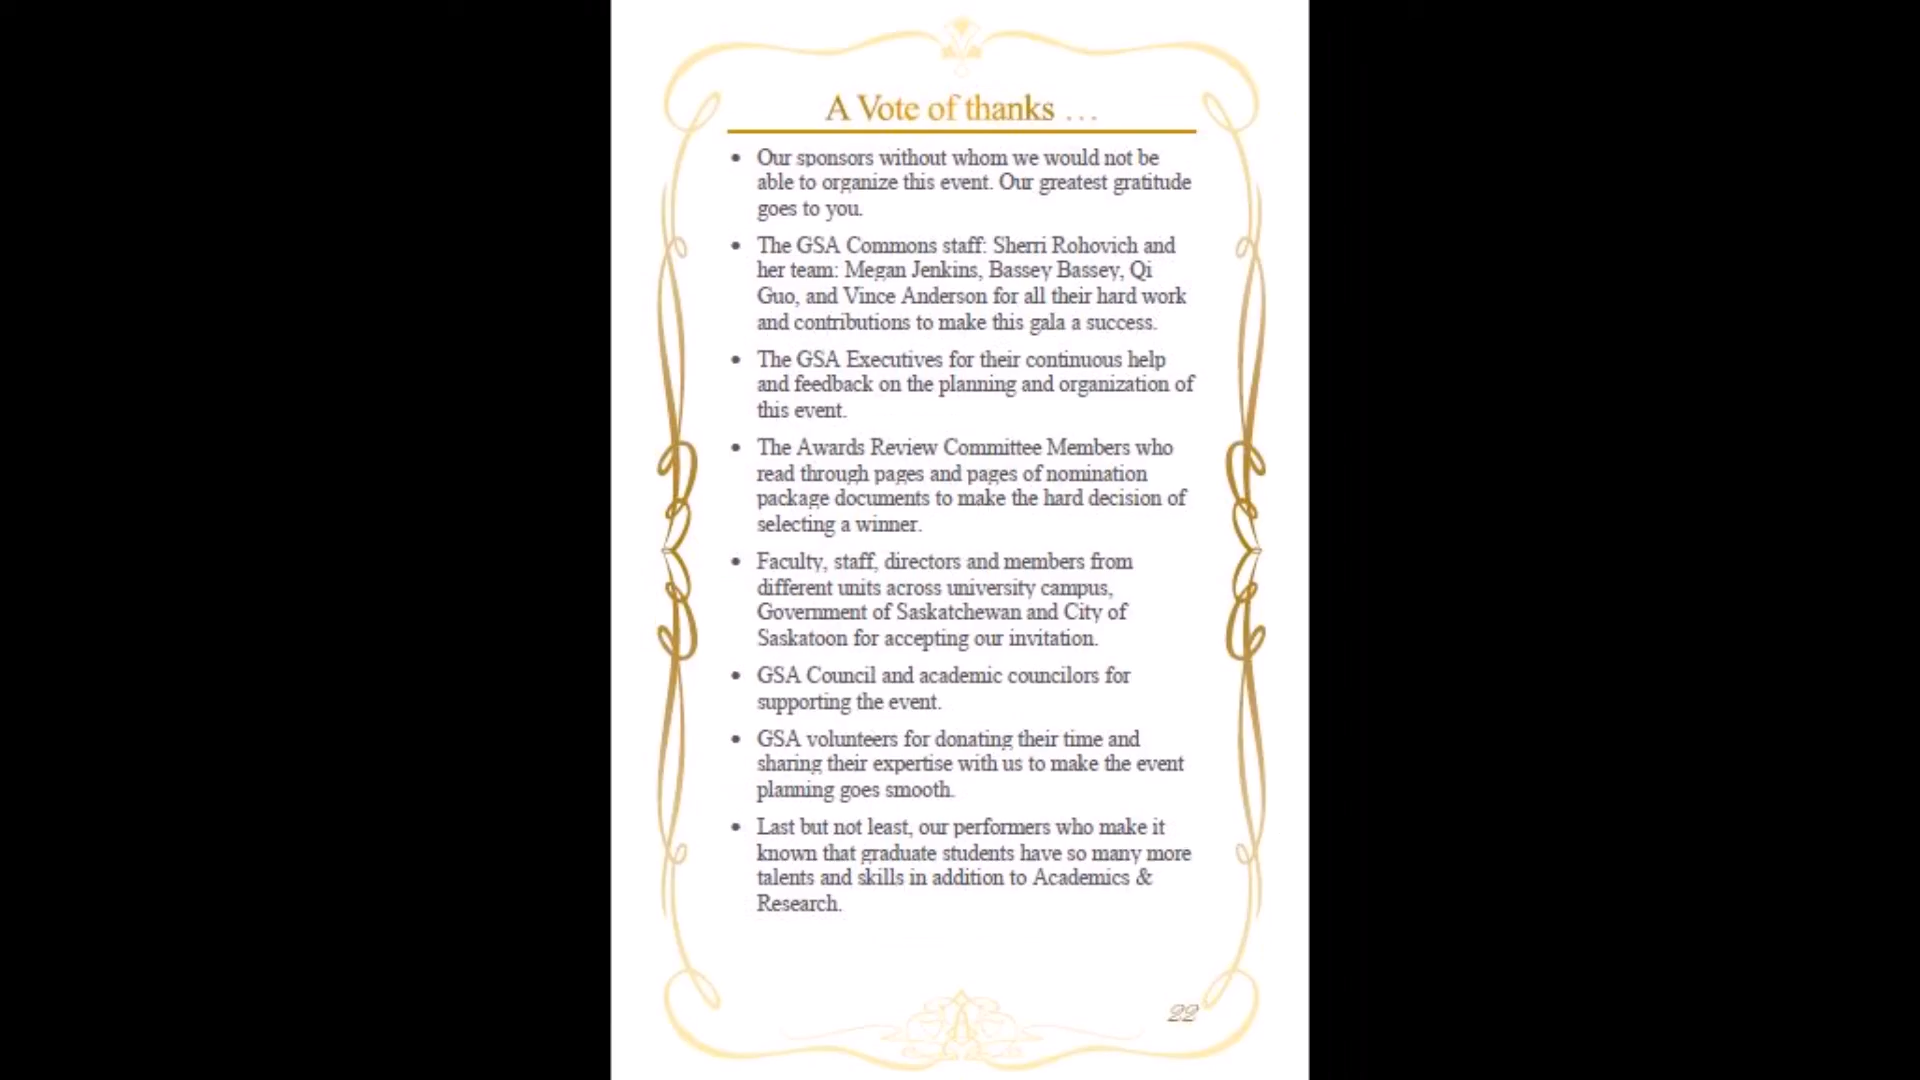 A Vote of thanks …
• Our sponsors without whom we would not be
able to organize this event. Our greatest gratitude
goes to you.
• The GSA Commons staff: Sherri Rohovich and
her team: Megan Jenkins, Bassey Bassey, Qi
Guo, and Vince Anderson for all their hard work
and contributions to make this gala a success.
• The GSA Executives for their continuous help
and feedback on the planning and organization of
this event.
• The Awards Review Committee Members who
read through pages and pages of nomination
package documents to make the hard decision of
selecting a winner.
• Faculty, staff, directors and members from
different units across university campus,
Government of Saskatchewan and City of
Saskatoon for accepting our invitation.
• GSA Council and academic councilors for
supporting the event.
• GSA volunteers for donating their time and
sharing their expertise with us to make the event
planning goes smooth.
• Last but not least, our performers who make it
known that graduate students have so many more
talents and skills in addition to Academics &
Research.
22